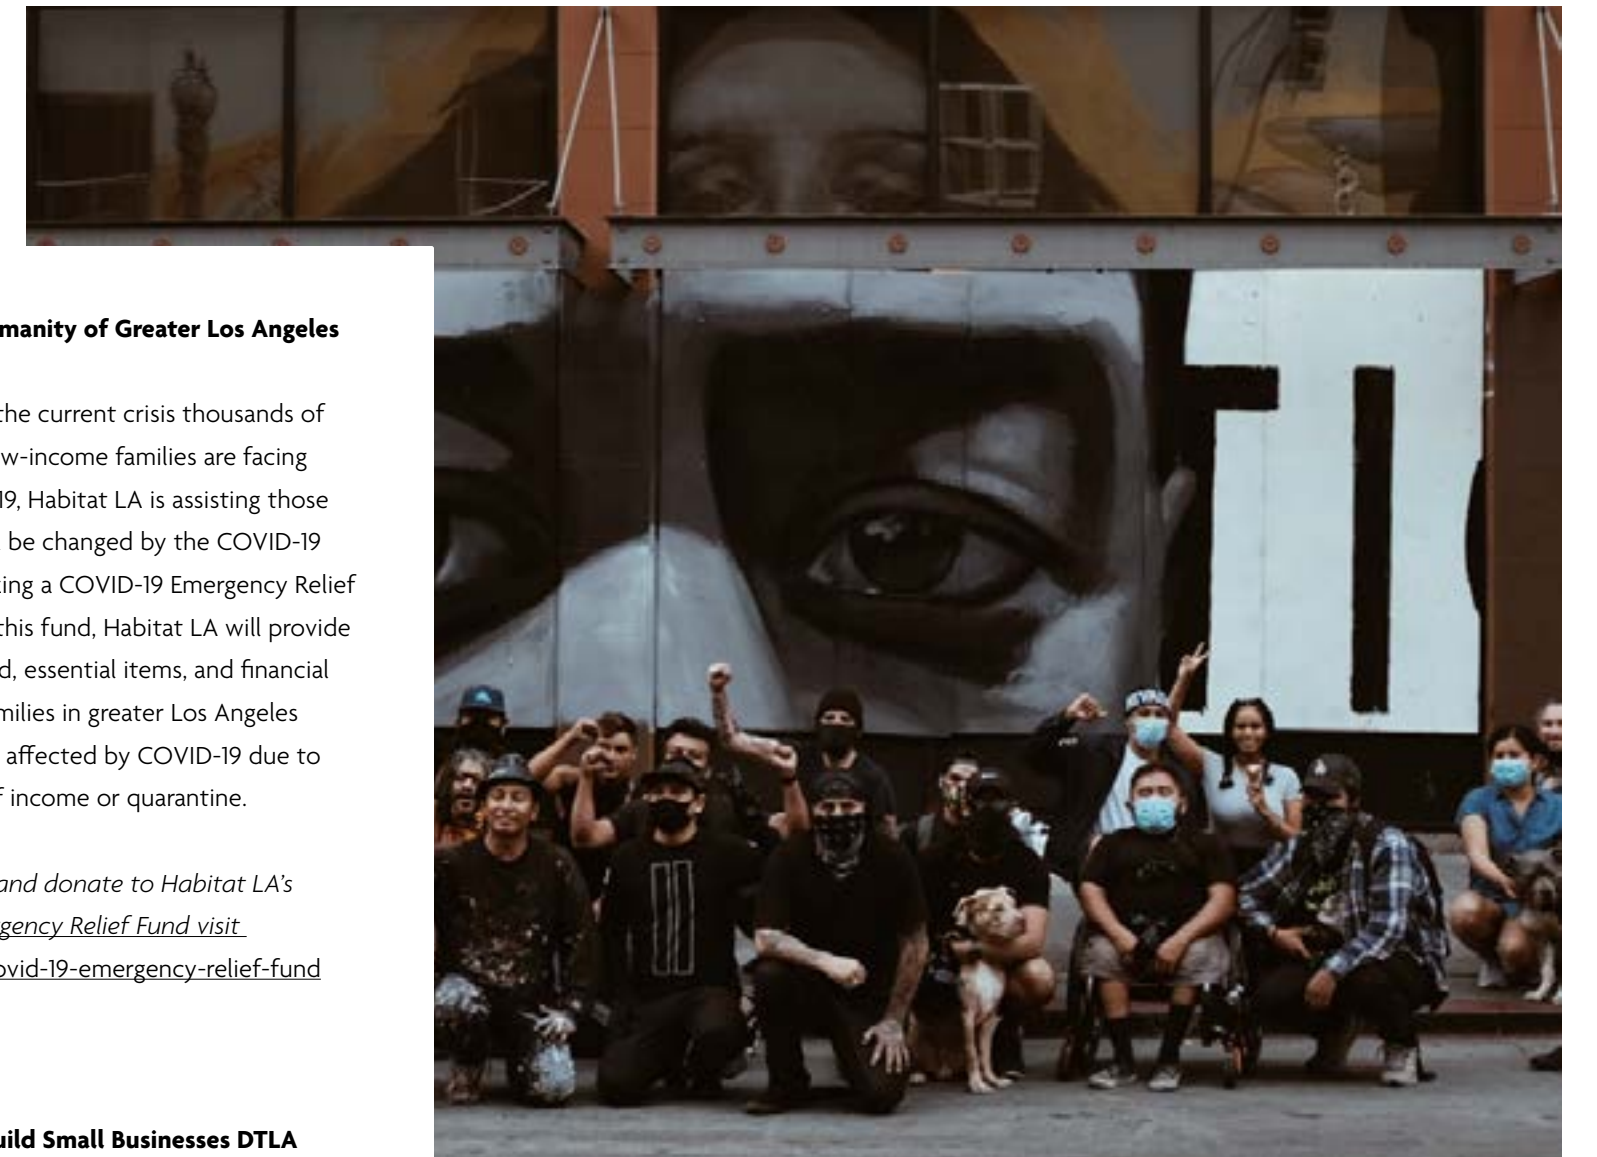 manity of Greater Los Angeles
the current crisis thousands of
w-income families are facing
19, Habitat LA is assisting those
be changed by the COVID-19
ing a COVID-19 Emergency Relief
this fund, Habitat LA will provide
d, essential items, and financial
milies in greater Los Angeles
affected by COVID-19 due to
f income or quarantine.
and donate to Habitat LA’s
gency Relief Fund visit
ovid-19-emergency-relief-fund
uild Small Businesses DTLA